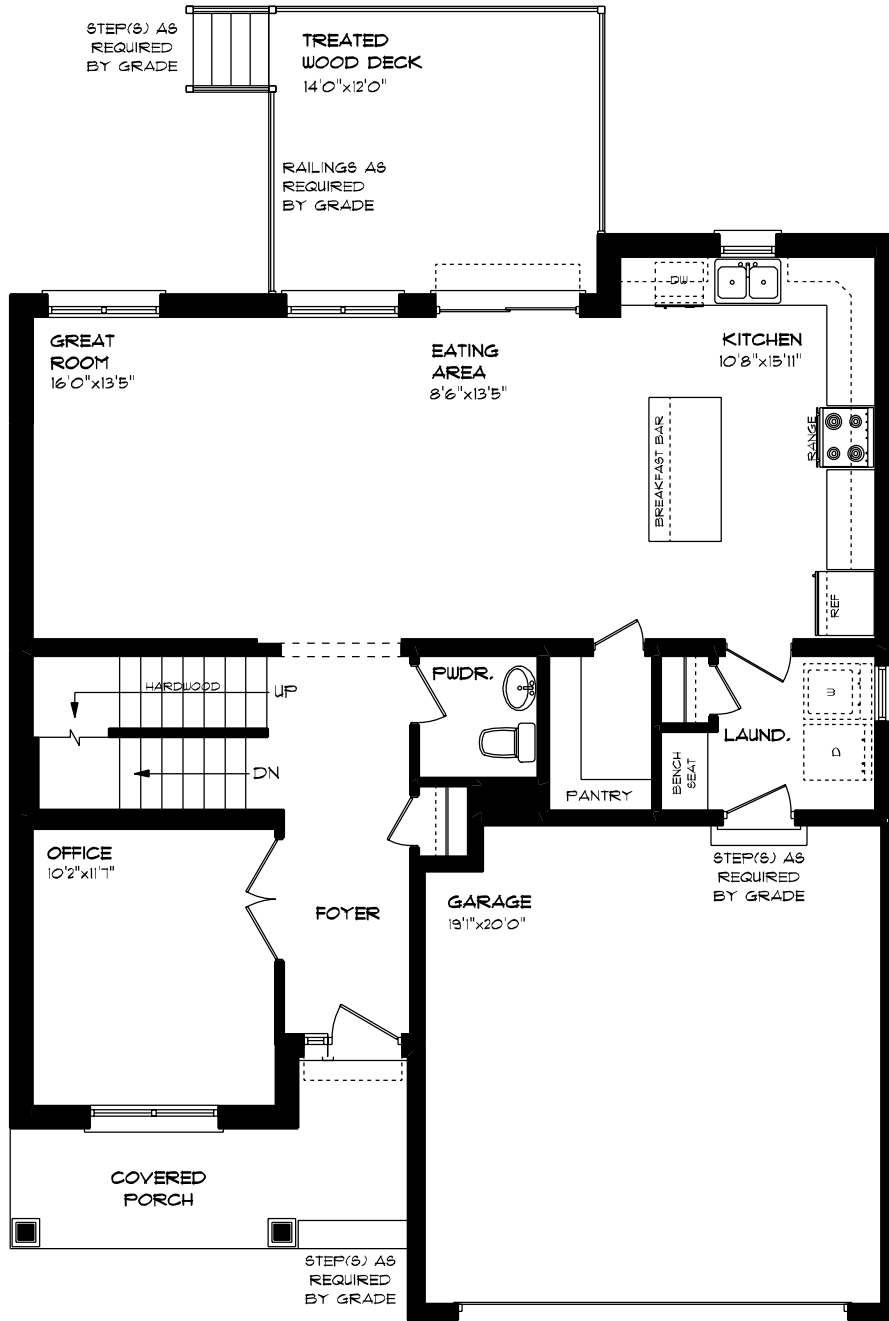 STEP(S) AS
REQUIRED
BY GRADE
TREATED
WOOD DECK
14'0"x12'0"
RAILINGS AS
REQUIRED
BY GRADE
GREAT
ROOM
16'0"x13'5"
EATING
AREA
8'6"x13'5"
DW
KITCHEN
10'8"x15'11"
BREAKFAST BAR
RANGE
REF
HARDWOOD
UP
DN
PWDR.
PANTRY
BENCH
SEAT
LAUND.
W
D
OFFICE
10'2"x11'7"
FOYER
GARAGE
19'1"x20'0"
STEP(S) AS
REQUIRED
BY GRADE
COVERED
PORCH
STEP(S) AS
REQUIRED
BY GRADE